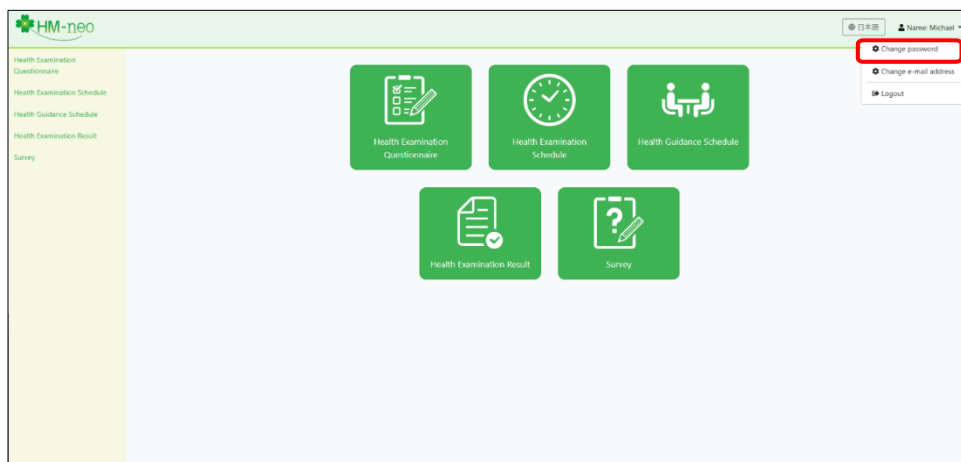 HM-neo
日本語
Name: Michael
Change password
Change e-mail address
Logout
Health Examination
Questionnaire
Health Examination Schedule
Health Guidance Schedule
Health Examination Result
Survey
Health Examination
Questionnaire
Health Examination
Schedule
Health Guidance Schedule
Health Examination Result
Survey